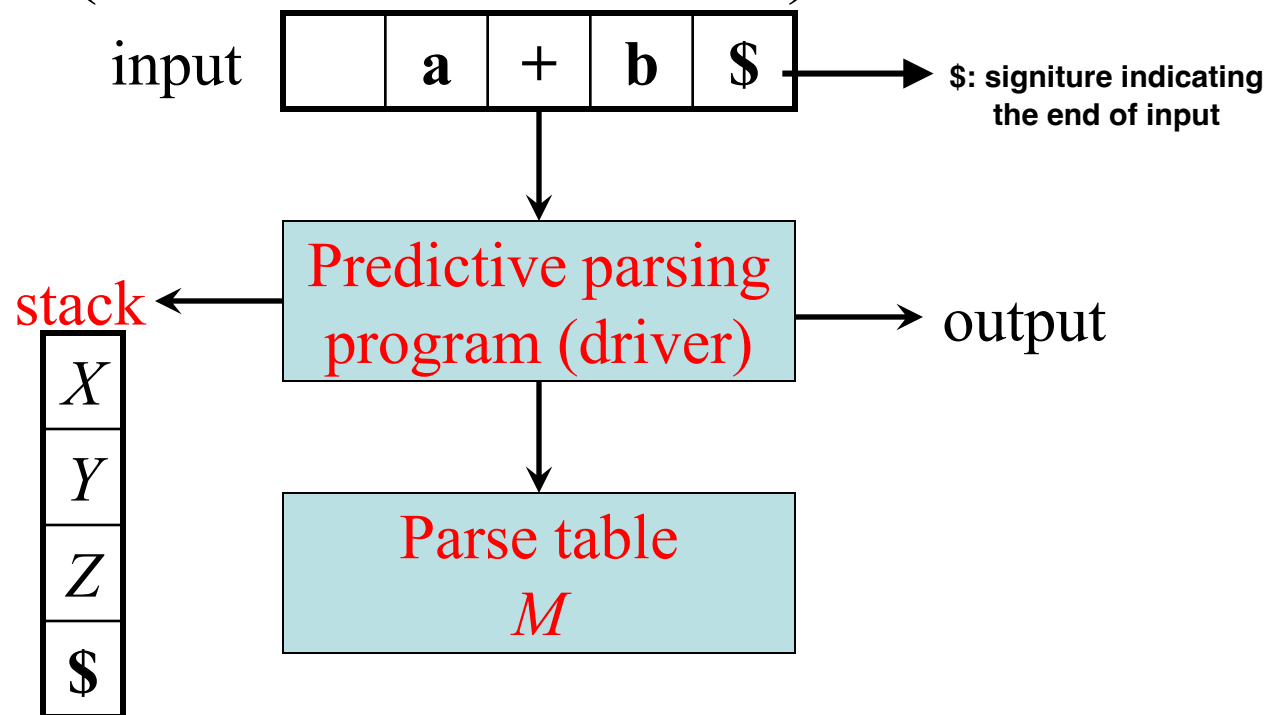 input a + b $
$: signiture indicating
the end of input
Predictive parsing
program (driver)
stack
output
X
Y
Z
$
Parse table
M